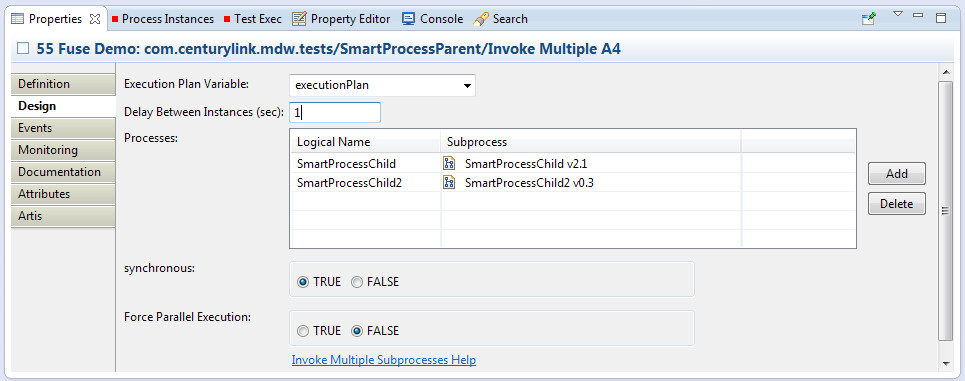 Properties Process Instances Test Exec Property Editor Console Search
55 Fuse Demo: com.centurylink.mdw.tests/SmartProcessParent/Invoke Multiple A4
Definition
Design
Events
Monitoring
Documentation
Attributes
Artis
Execution Plan Variable: executionPlan
Delay Between Instances (sec): 1
Processes:
Logical Name Subprocess
SmartProcessChild SmartProcessChild v2.1
SmartProcessChild2 SmartProcessChild2 v0.3
Add
Delete
synchronous:
TRUE FALSE
Force Parallel Execution:
TRUE FALSE
Invoke Multiple Subprocesses Help